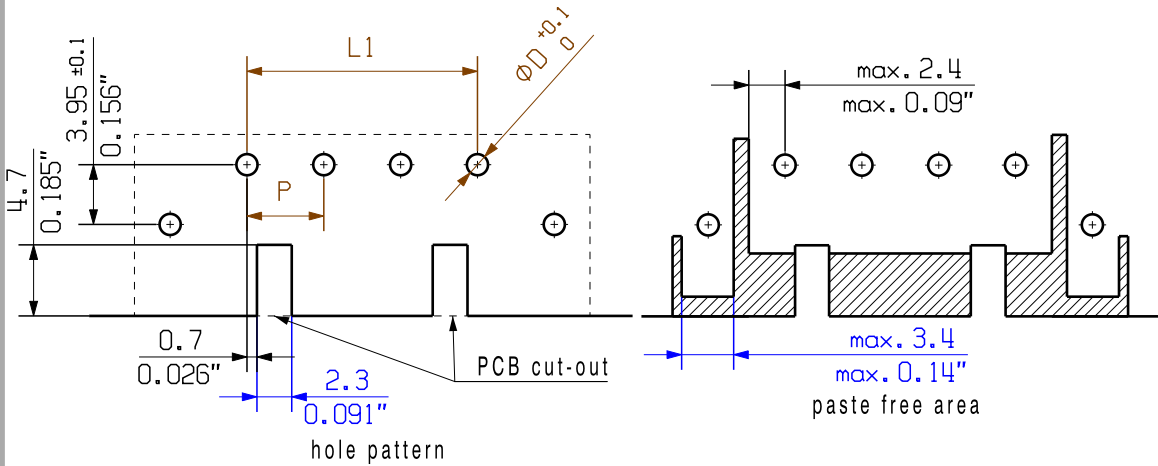 L1
ΦD +0.1
0
3.95 ±0.1
0.156"
4.7
0.185"
P
0.7
0.026"
2.3
0.091"
PCB cut-out
hole pattern
max. 2.4
max. 0.09"
max. 3.4
max. 0.14"
paste free area